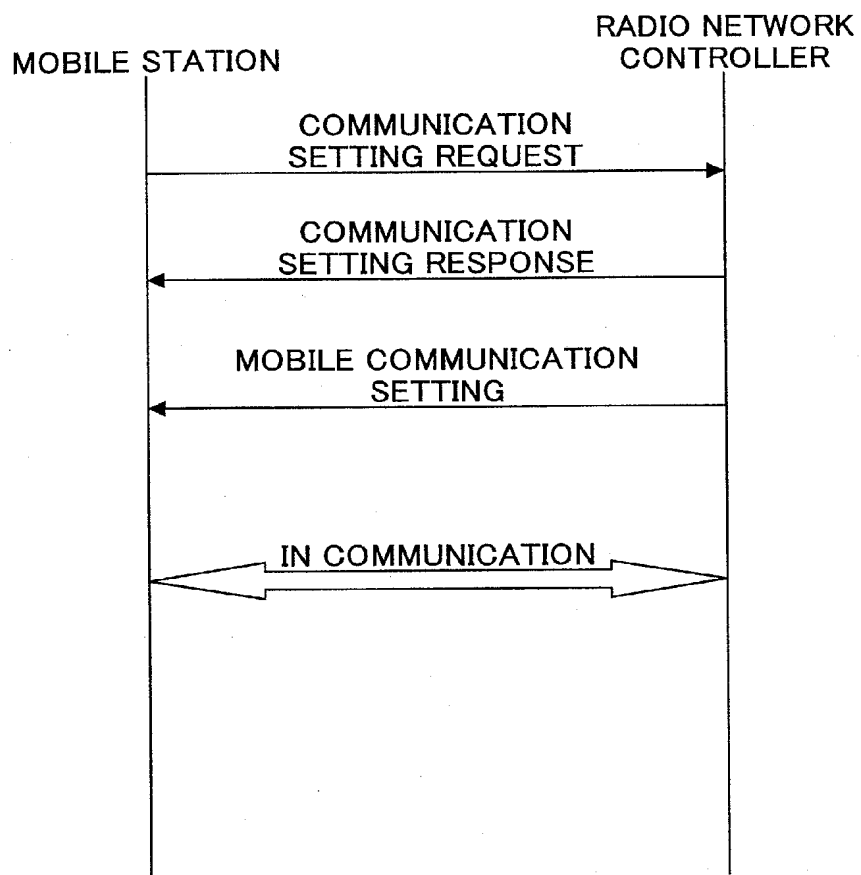 RADIO NETWORK
CONTROLLER
MOBILE STATION
COMMUNICATION
SETTING REQUEST
COMMUNICATION
SETTING RESPONSE
MOBILE COMMUNICATION
SETTING
IN COMMUNICATION